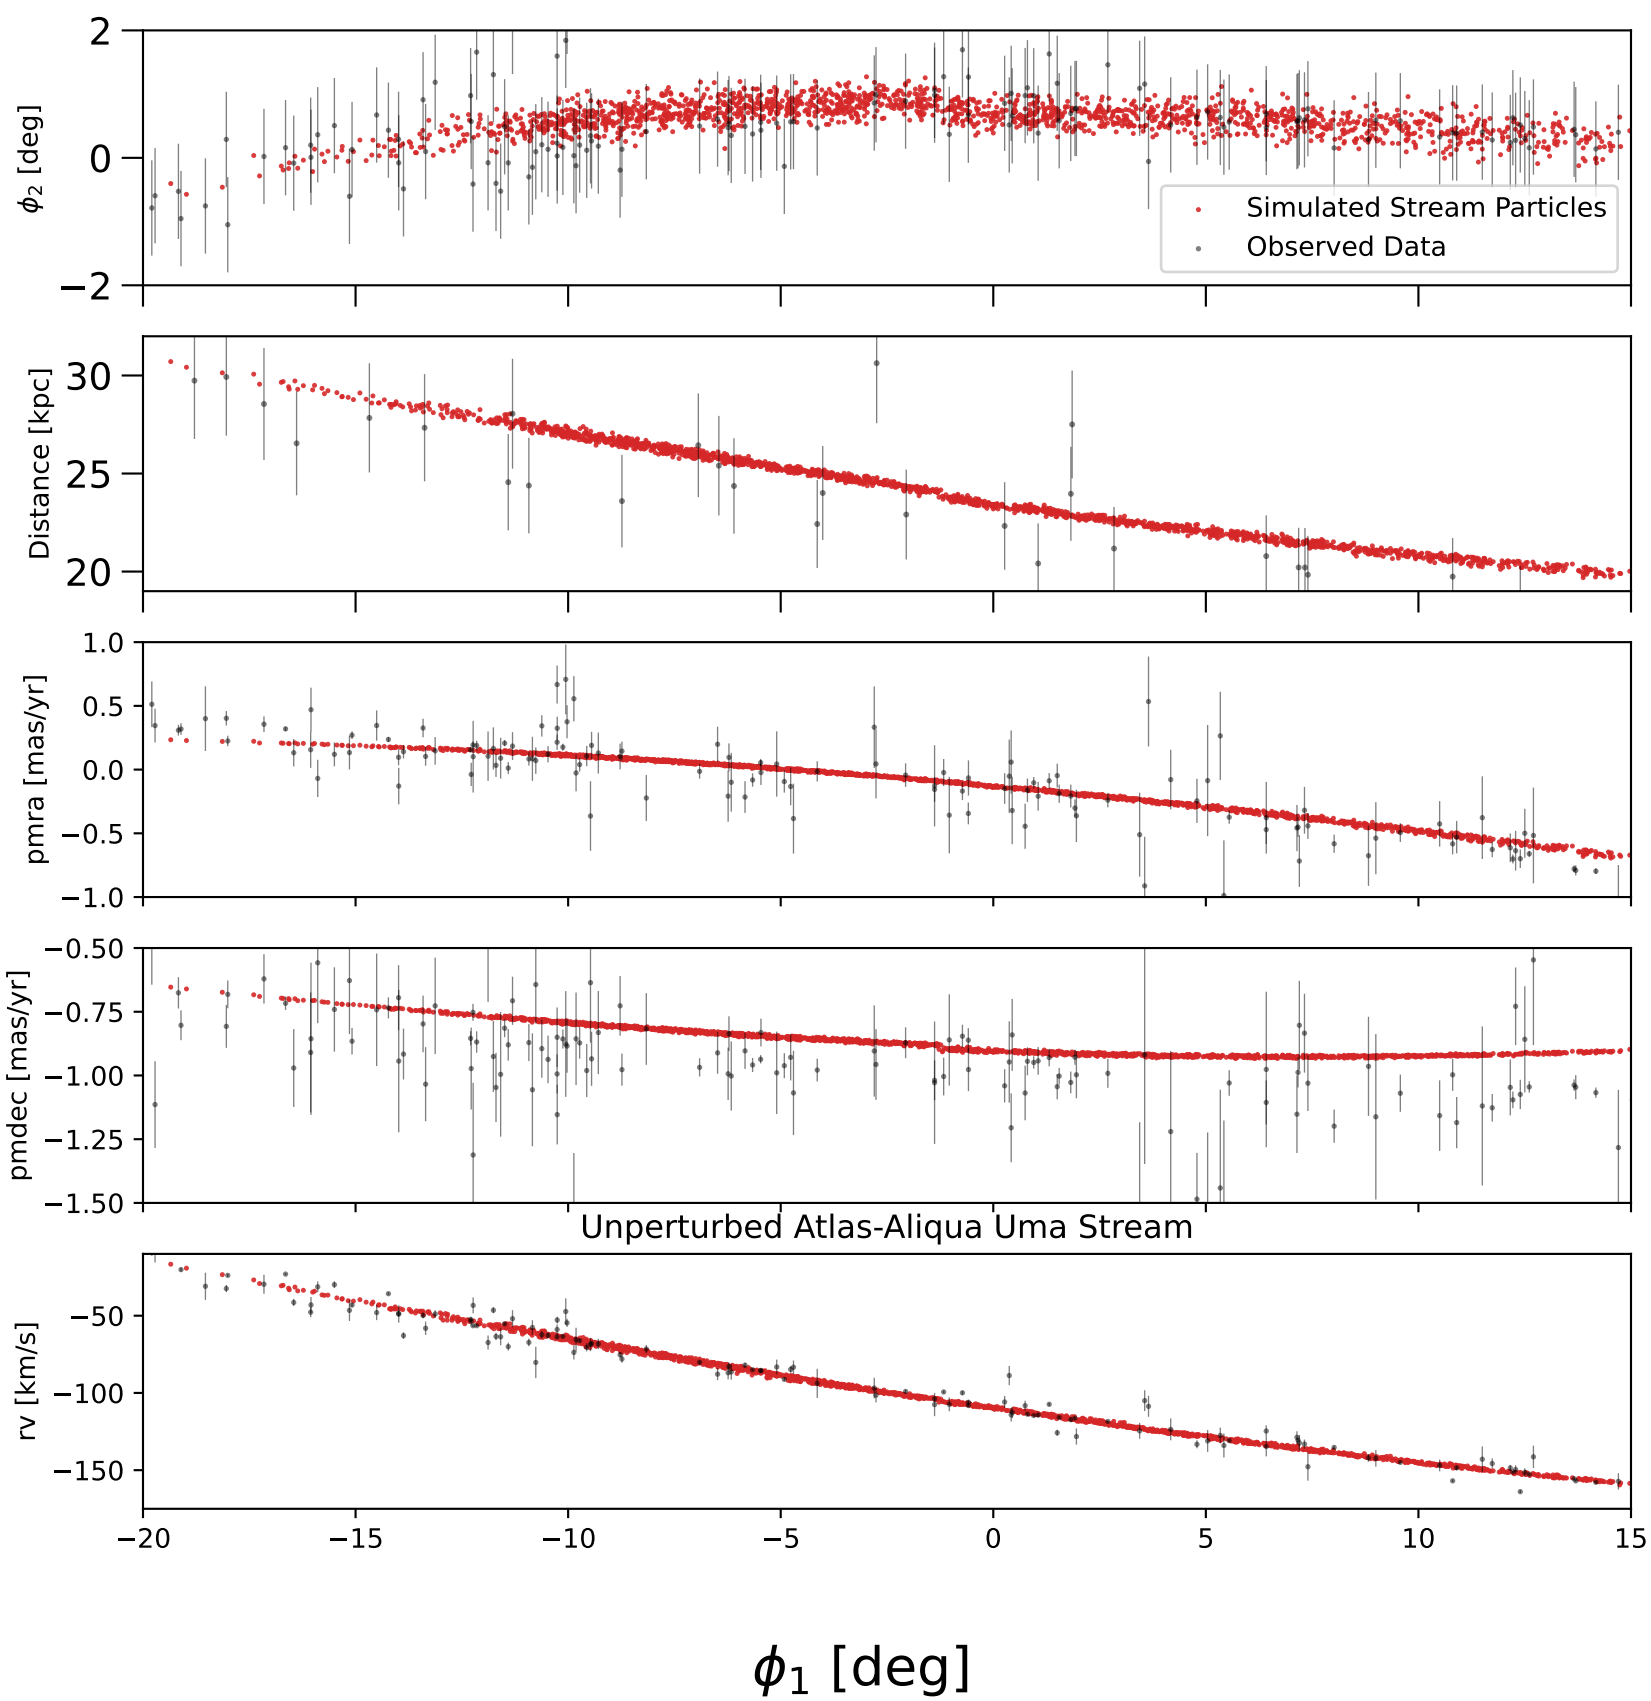 2
0
−2
ϕ2 [deg]
Simulated Stream Particles
Observed Data
30
25
20
Distance [kpc]
1.0
0.5
0.0
−0.5
−1.0
pmra [mas/yr]
−0.50
−0.75
−1.00
−1.25
−1.50
pmdec [mas/yr]
Unperturbed Atlas-Aliqua Uma Stream
−50
−100
−150
rv [km/s]
−20 −15 −10 −5 0 5 10 15
ϕ1 [deg]